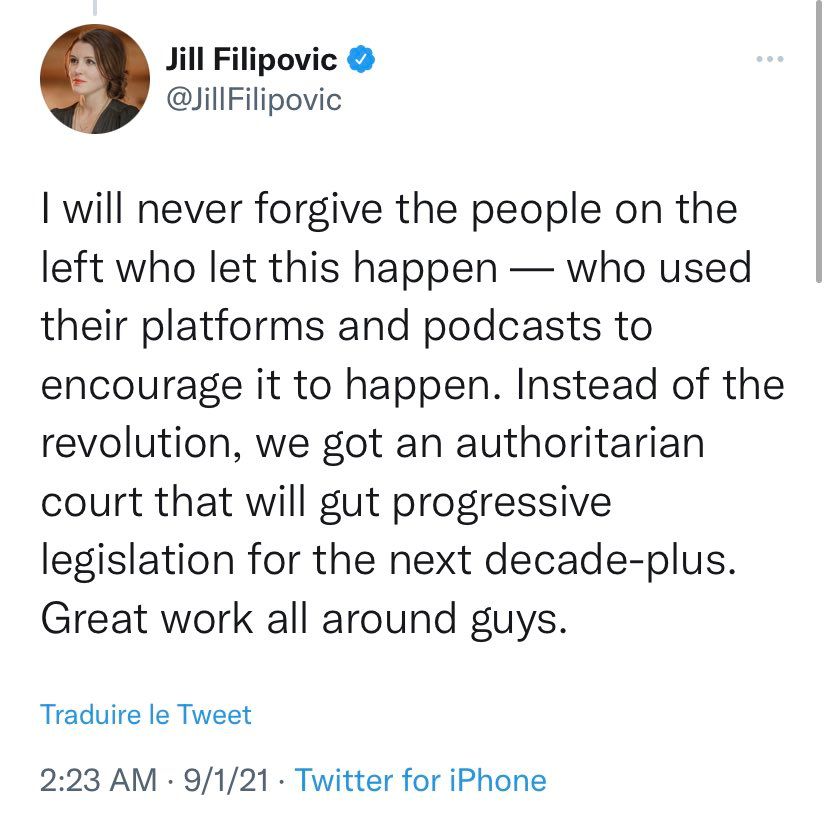 Jill Filipovic
@JillFilipovic
I will never forgive the people on the
left who let this happen — who used
their platforms and podcasts to
encourage it to happen. Instead of the
revolution, we got an authoritarian
court that will gut progressive
legislation for the next decade-plus.
Great work all around guys.
Traduire le Tweet
2:23 AM · 9/1/21 · Twitter for iPhone